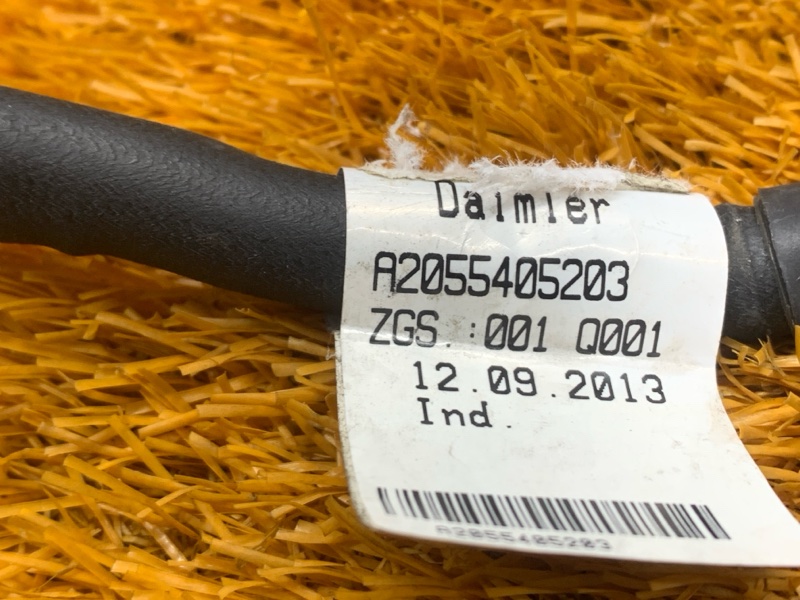 Daimler
A2055405203
ZGS.:001 Q001
12.09.2013
Ind.
A2055405203